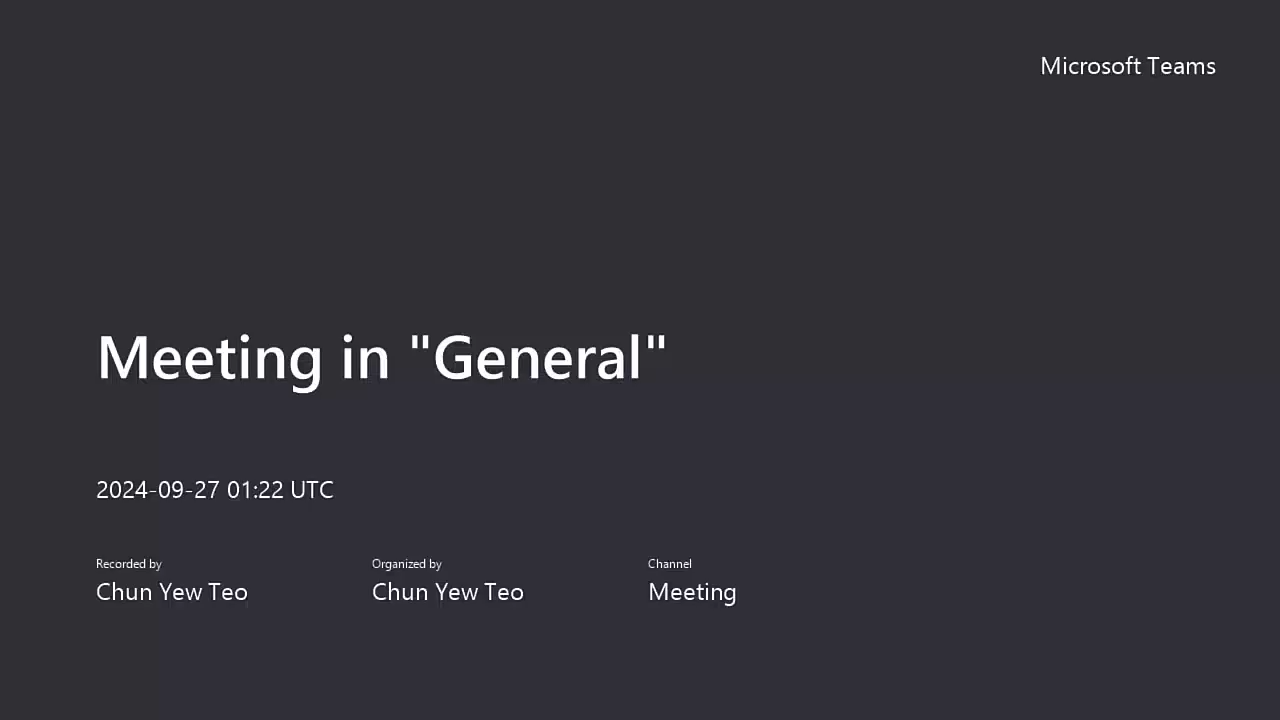 Microsoft Teams
Meeting in "General"
2024-09-27 01:22 UTC
Recorded by
Chun Yew Teo
Organized by
Chun Yew Teo
Channel
Meeting